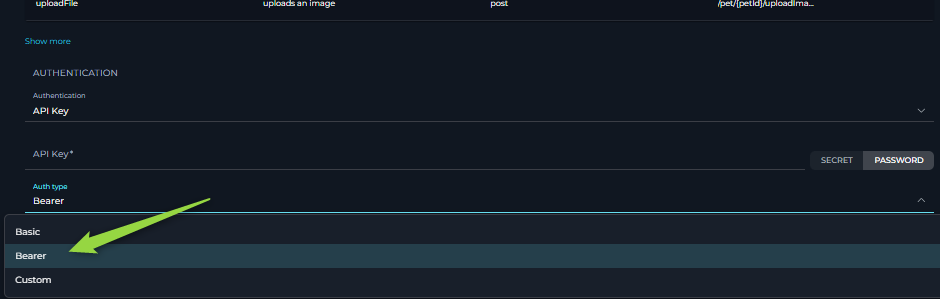 uploadFile uploads an image post /pet/{petId}/uploadIma...
Show more
AUTHENTICATION
Authentication
API Key
API Key*
SECRET PASSWORD
Auth type
Bearer
Basic
Bearer
Custom